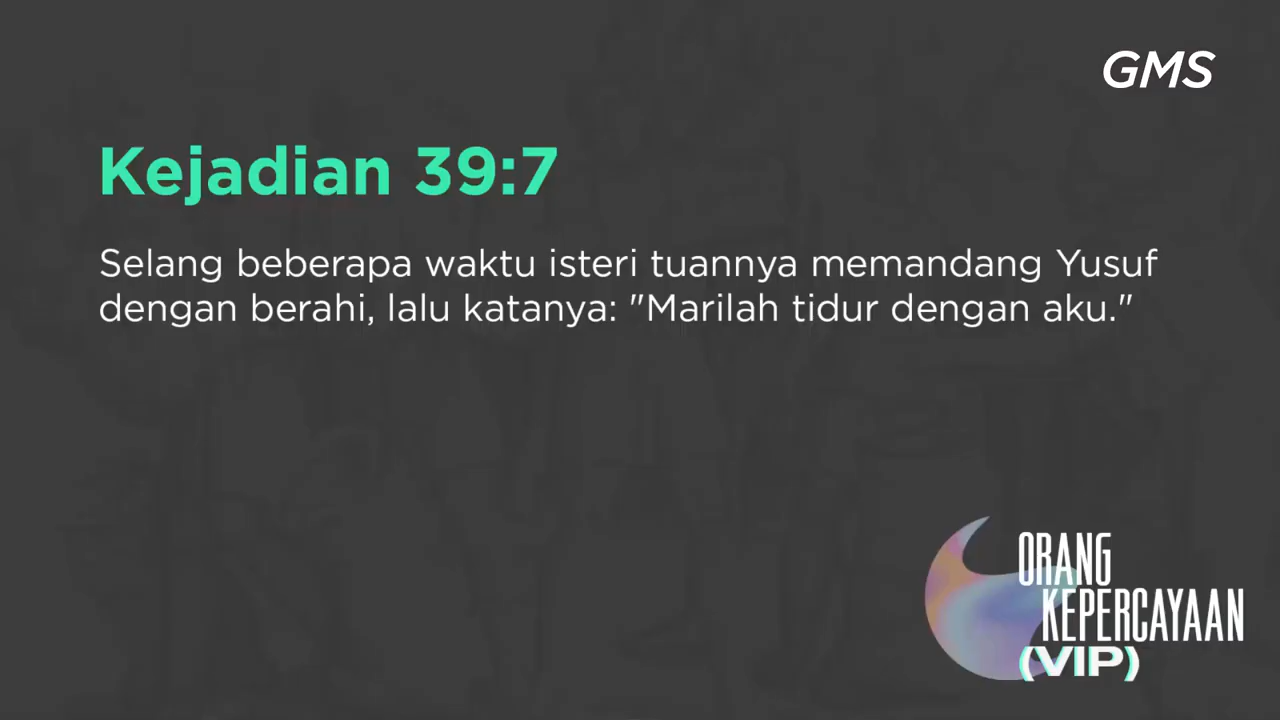 GMS
Kejadian 39:7
Selang beberapa waktu isteri tuannya memandang Yusuf
dengan berahi, lalu katanya: "Marilah tidur dengan aku."
ORANG
KEPERCAYAAN
(VIP)